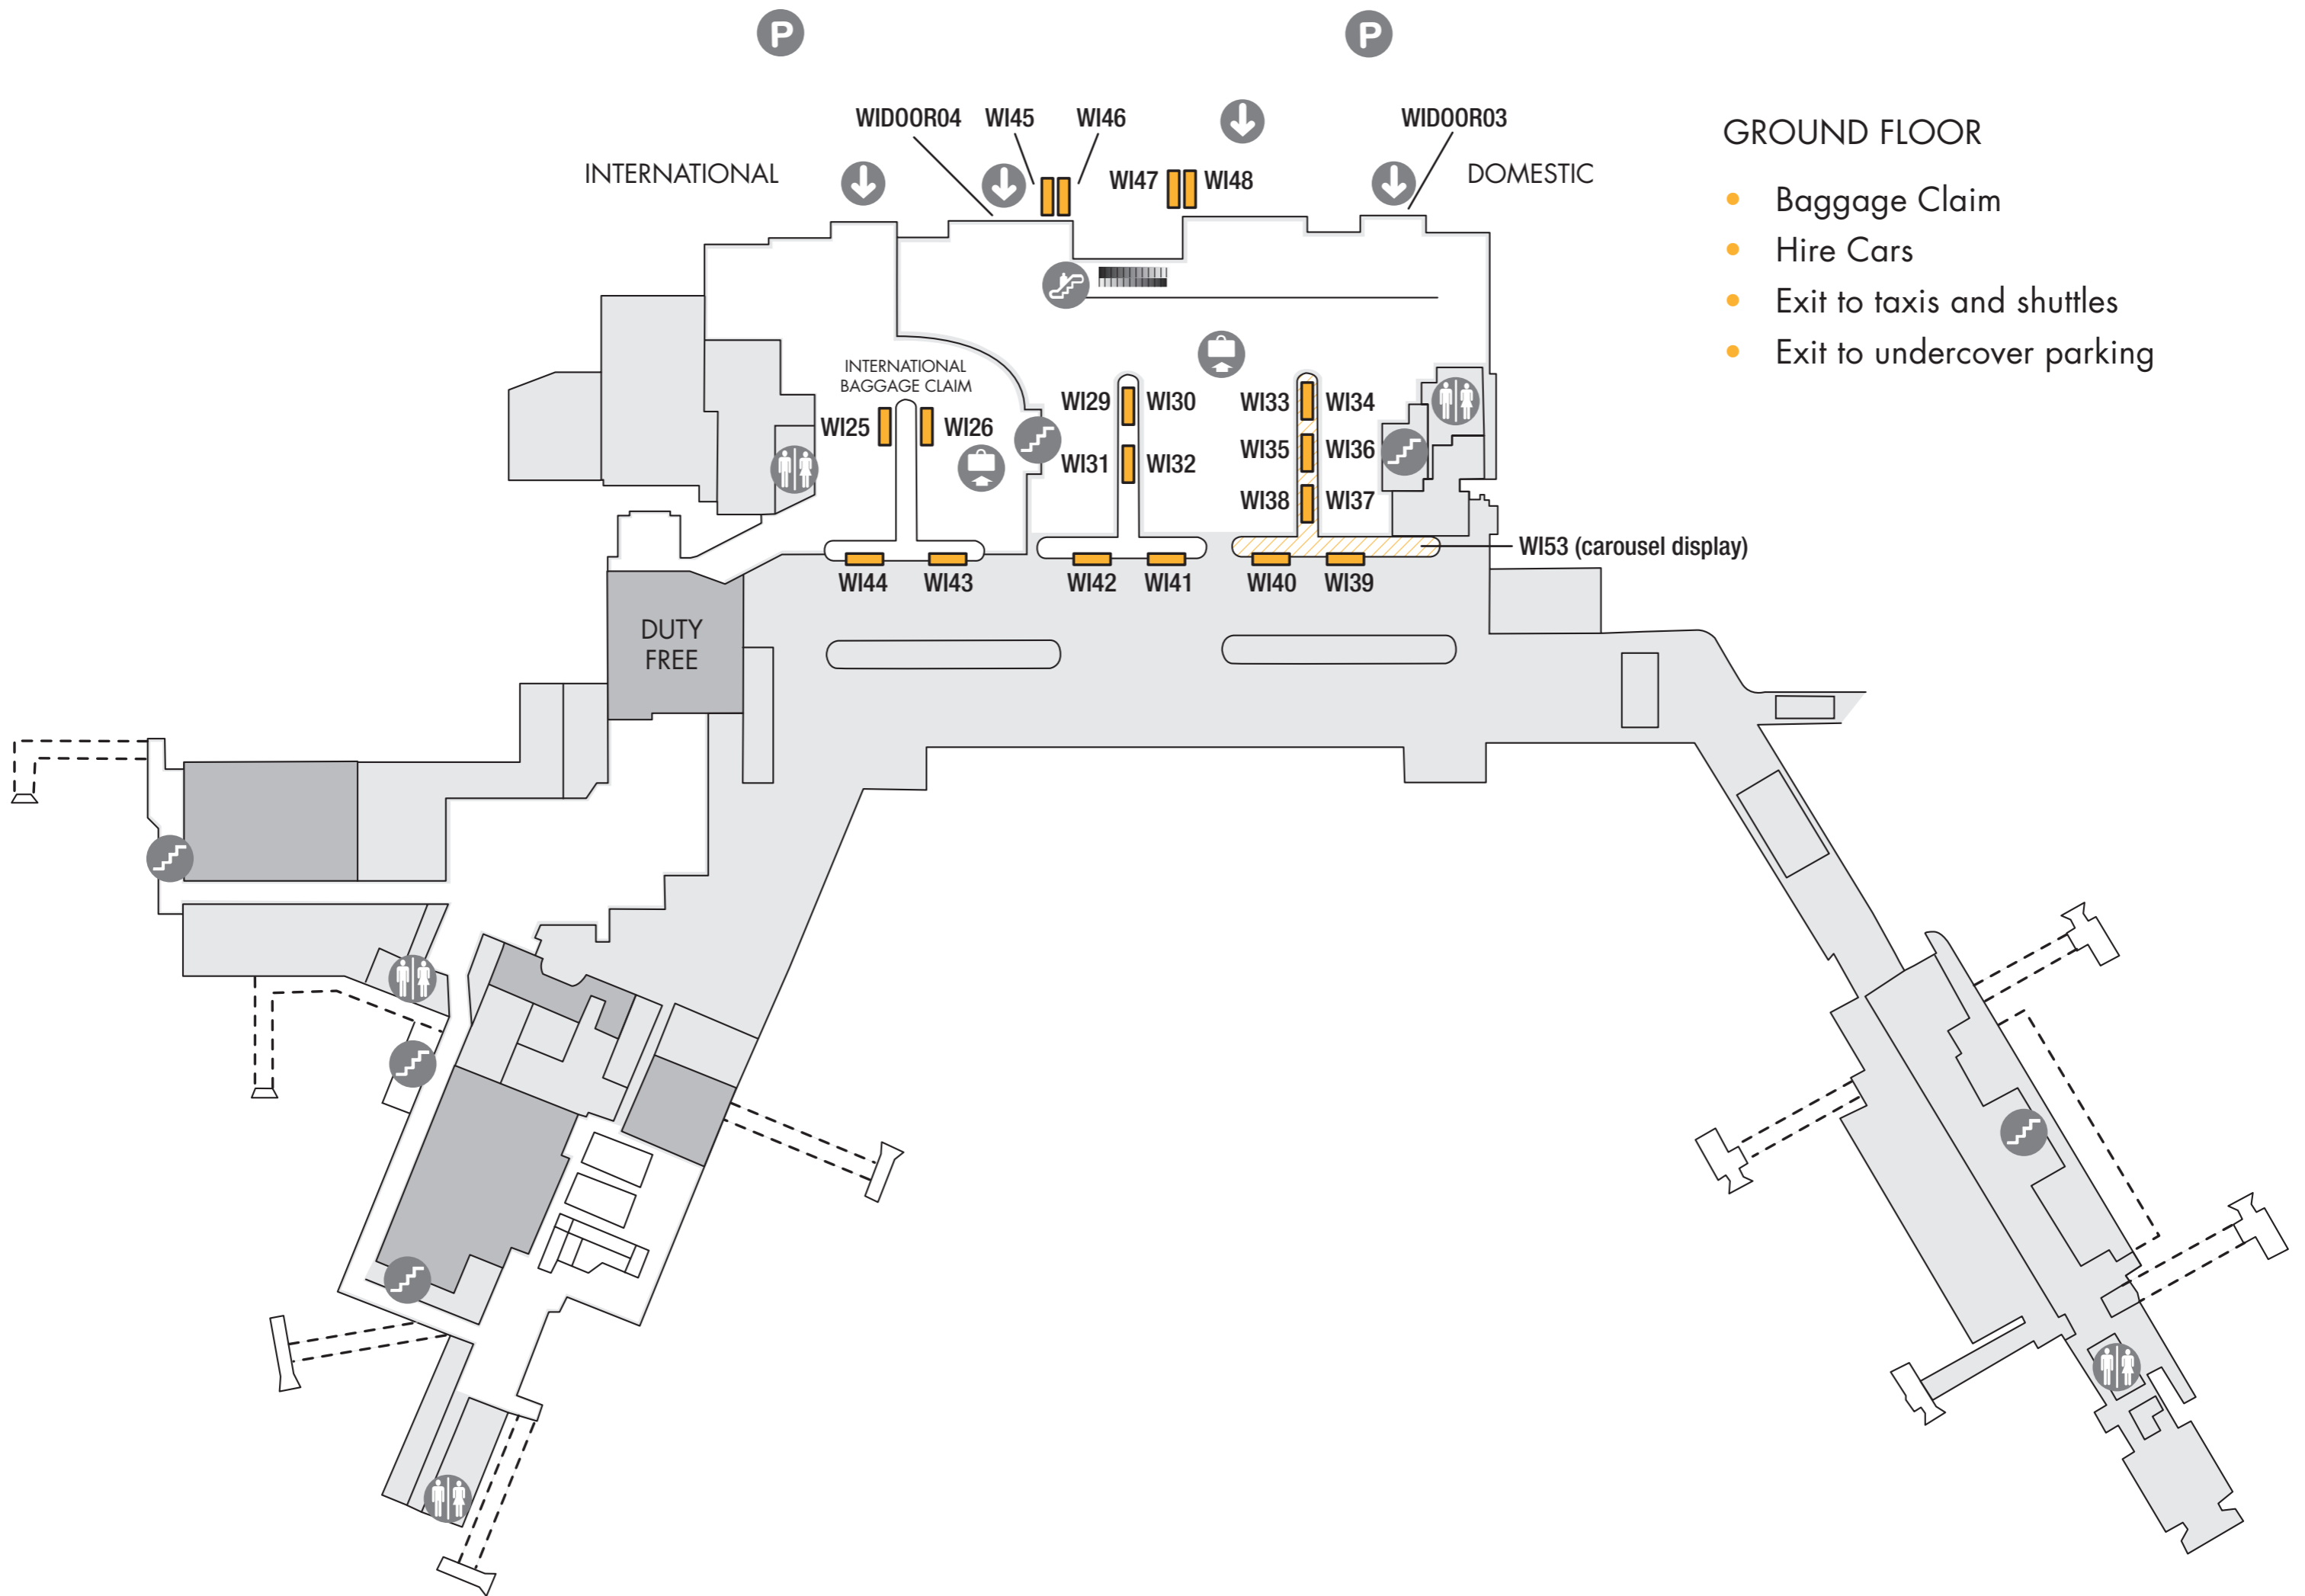 P
P
WIDOOR04
WI45
WI46
WIDOOR03
INTERNATIONAL
WI47
WI48
DOMESTIC
GROUND FLOOR
• Baggage Claim
• Hire Cars
• Exit to taxis and shuttles
• Exit to undercover parking
INTERNATIONAL
BAGGAGE CLAIM
WI25
WI26
WI29
WI30
WI31
WI32
WI33
WI34
WI35
WI36
WI38
WI37
WI53 (carousel display)
WI44
WI43
WI42
WI41
WI40
WI39
DUTY
FREE